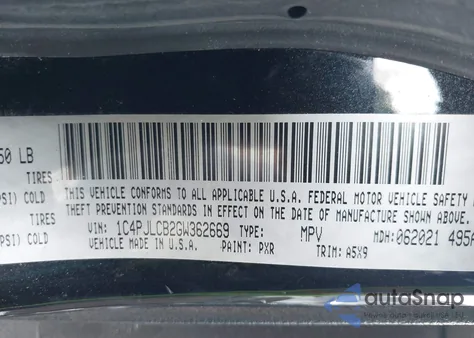 50 LB
TIRES
PSI) COLD
TIRES
PSI) COLD
THIS VEHICLE CONFORMS TO ALL APPLICABLE U.S.A. FEDERAL MOTOR VEHICLE SAFETY
THEFT PREVENTION STANDARDS IN EFFECT ON THE DATE OF MANUFACTURE SHOWN ABOVE.
VIN: 1C4PJLCB2GW362669 TYPE: MPV MDH: 062021 495
VEHICLE MADE IN U.S.A. PAINT: PXR TRIM: A5X9
autoSnap